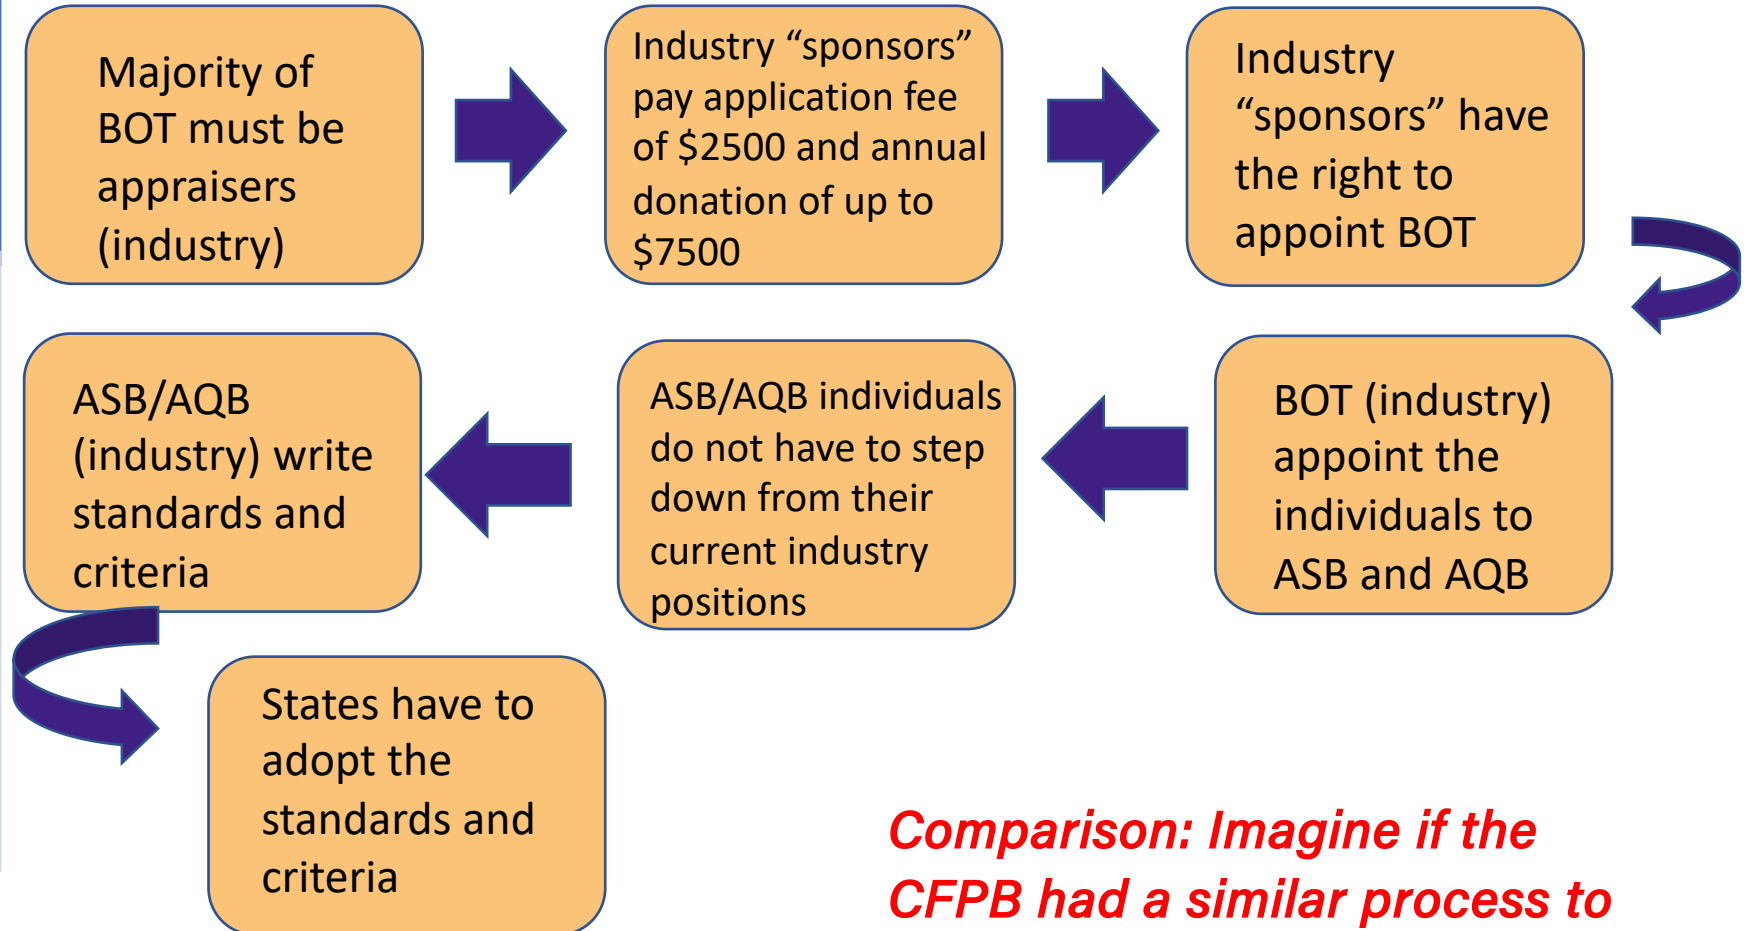 Majority of
BOT must be
appraisers
(industry)
Industry “sponsors”
pay application fee
of $2500 and annual
donation of up to
$7500
Industry
“sponsors” have
the right to
appoint BOT
BOT (industry)
appoint the
individuals to
ASB and AQB
ASB/AQB individuals
do not have to step
down from their
current industry
positions
ASB/AQB
(industry) write
standards and
criteria
States have to
adopt the
standards and
criteria
Comparison: Imagine if the
CFPB had a similar process to